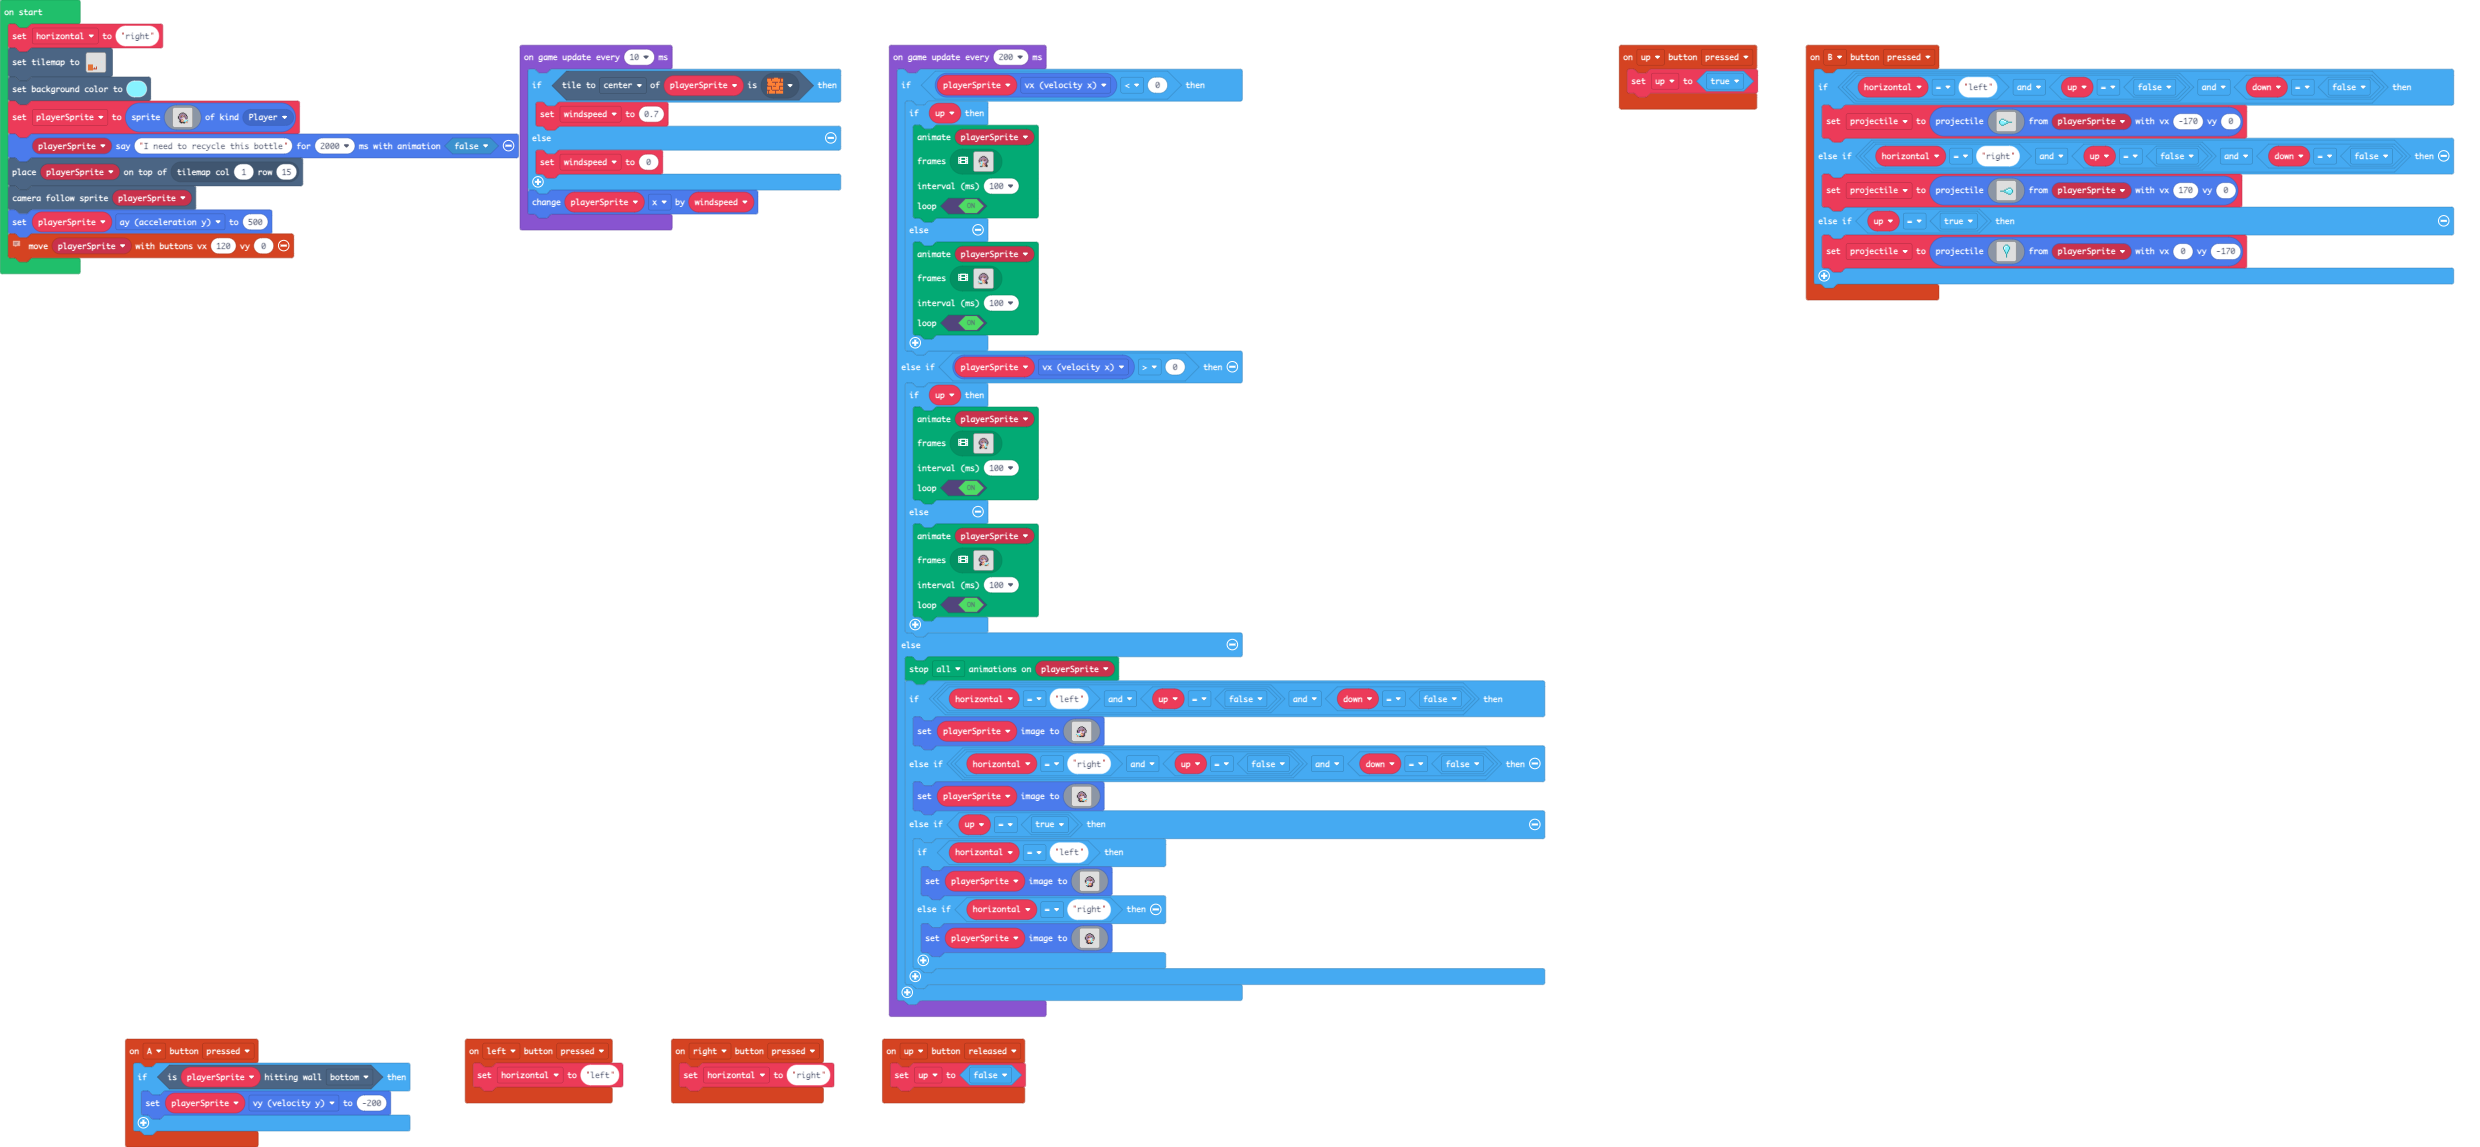 on start
set horizontal to "right"
set tilemap to
set background color to
set playerSprite to sprite of kind Player
playerSprite say "I need to recycle this bottle" for 2000 ms with animation false
place playerSprite on top of tilemap col 1 row 15
camera follow sprite playerSprite
set playerSprite ay (acceleration y) to 500
move playerSprite with buttons vx 120 vy 0
on game update every 10 ms
if tile to center of playerSprite is then
set windspeed to 0.7
else
set windspeed to 0
change playerSprite x by windspeed
on game update every 200 ms
if playerSprite vx (velocity x) < 0 then
if up then
animate playerSprite
frames
interval (ms) 100
loop ON
else
animate playerSprite
frames
interval (ms) 100
loop ON
else if playerSprite vx (velocity x) > 0 then
if up then
animate playerSprite
frames
interval (ms) 100
loop ON
else
animate playerSprite
frames
interval (ms) 100
loop ON
else
stop all animations on playerSprite
if horizontal = "left" and up = false and down = false then
set playerSprite image to
else if horizontal = "right" and up = false and down = false then
set playerSprite image to
else if up = true then
if horizontal = "left" then
set playerSprite image to
else if horizontal = "right" then
set playerSprite image to
on up button pressed
set up to true
on B button pressed
if horizontal = "left" and up = false and down = false then
set projectile to projectile from playerSprite with vx -170 vy 0
else if horizontal = "right" and up = false and down = false then
set projectile to projectile from playerSprite with vx 170 vy 0
else if up = true then
set projectile to projectile from playerSprite with vx 0 vy -170
on A button pressed
if is playerSprite hitting wall bottom then
set playerSprite vy (velocity y) to -200
on left button pressed
set horizontal to "left"
on right button pressed
set horizontal to "right"
on up button released
set up to false